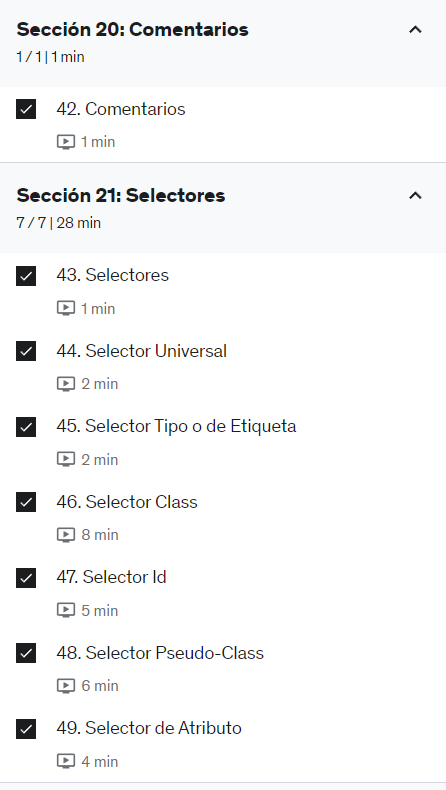 Sección 20: Comentarios
1 / 1 | 1 min
42. Comentarios
1 min
Sección 21: Selectores
7 / 7 | 28 min
43. Selectores
1 min
44. Selector Universal
2 min
45. Selector Tipo o de Etiqueta
2 min
46. Selector Class
8 min
47. Selector Id
5 min
48. Selector Pseudo-Class
6 min
49. Selector de Atributo
4 min